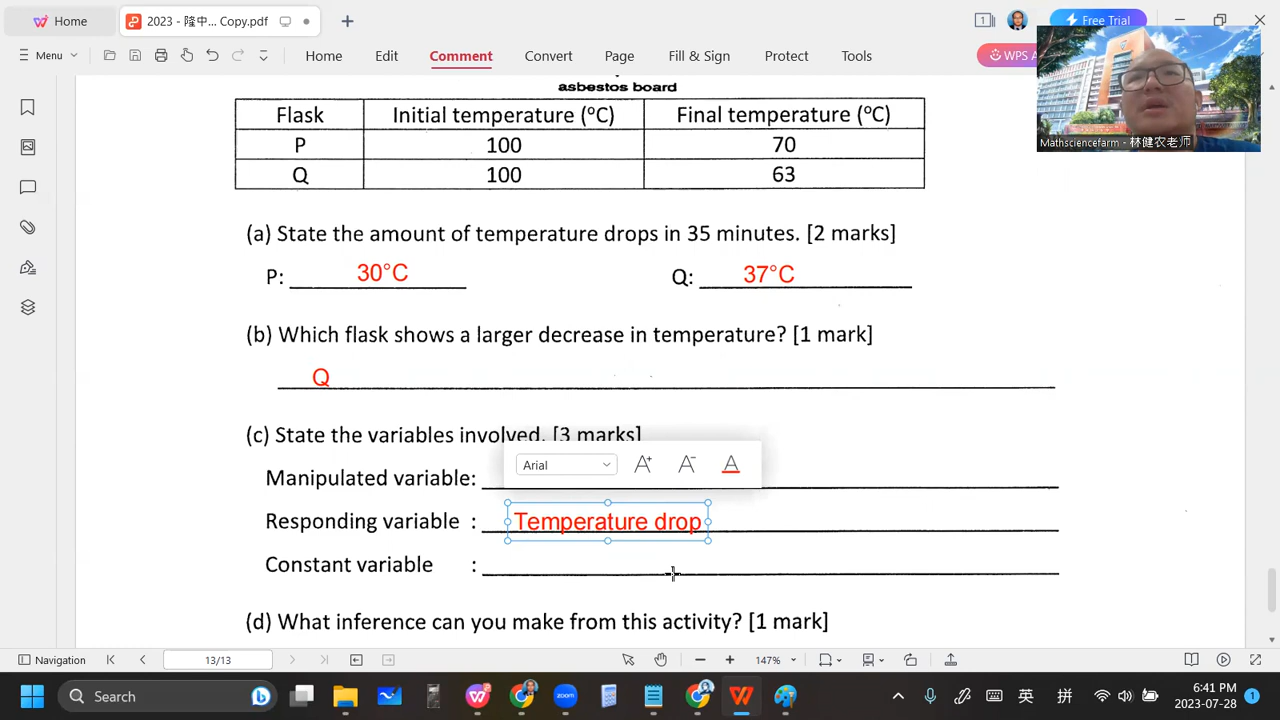 Home
2023 - 隆中... Copy.pdf
1
Free Trial
Menu
Home
Edit
Comment
Convert
Page
Fill & Sign
Protect
Tools
WPS A
Mathsciencefarm - 林健农老师
asbestos board
Flask Initial temperature (°C) Final temperature (°C)
P 100 70
Q 100 63
(a) State the amount of temperature drops in 35 minutes. [2 marks]
P: 30°C Q: 37°C
(b) Which flask shows a larger decrease in temperature? [1 mark]
Q
(c) State the variables involved. [3 marks]
Arial
Manipulated variable:
Responding variable : Temperature drop
Constant variable :
(d) What inference can you make from this activity? [1 mark]
Navigation
13/13
147%
Search
英
拼
6:41 PM
2023-07-28
1